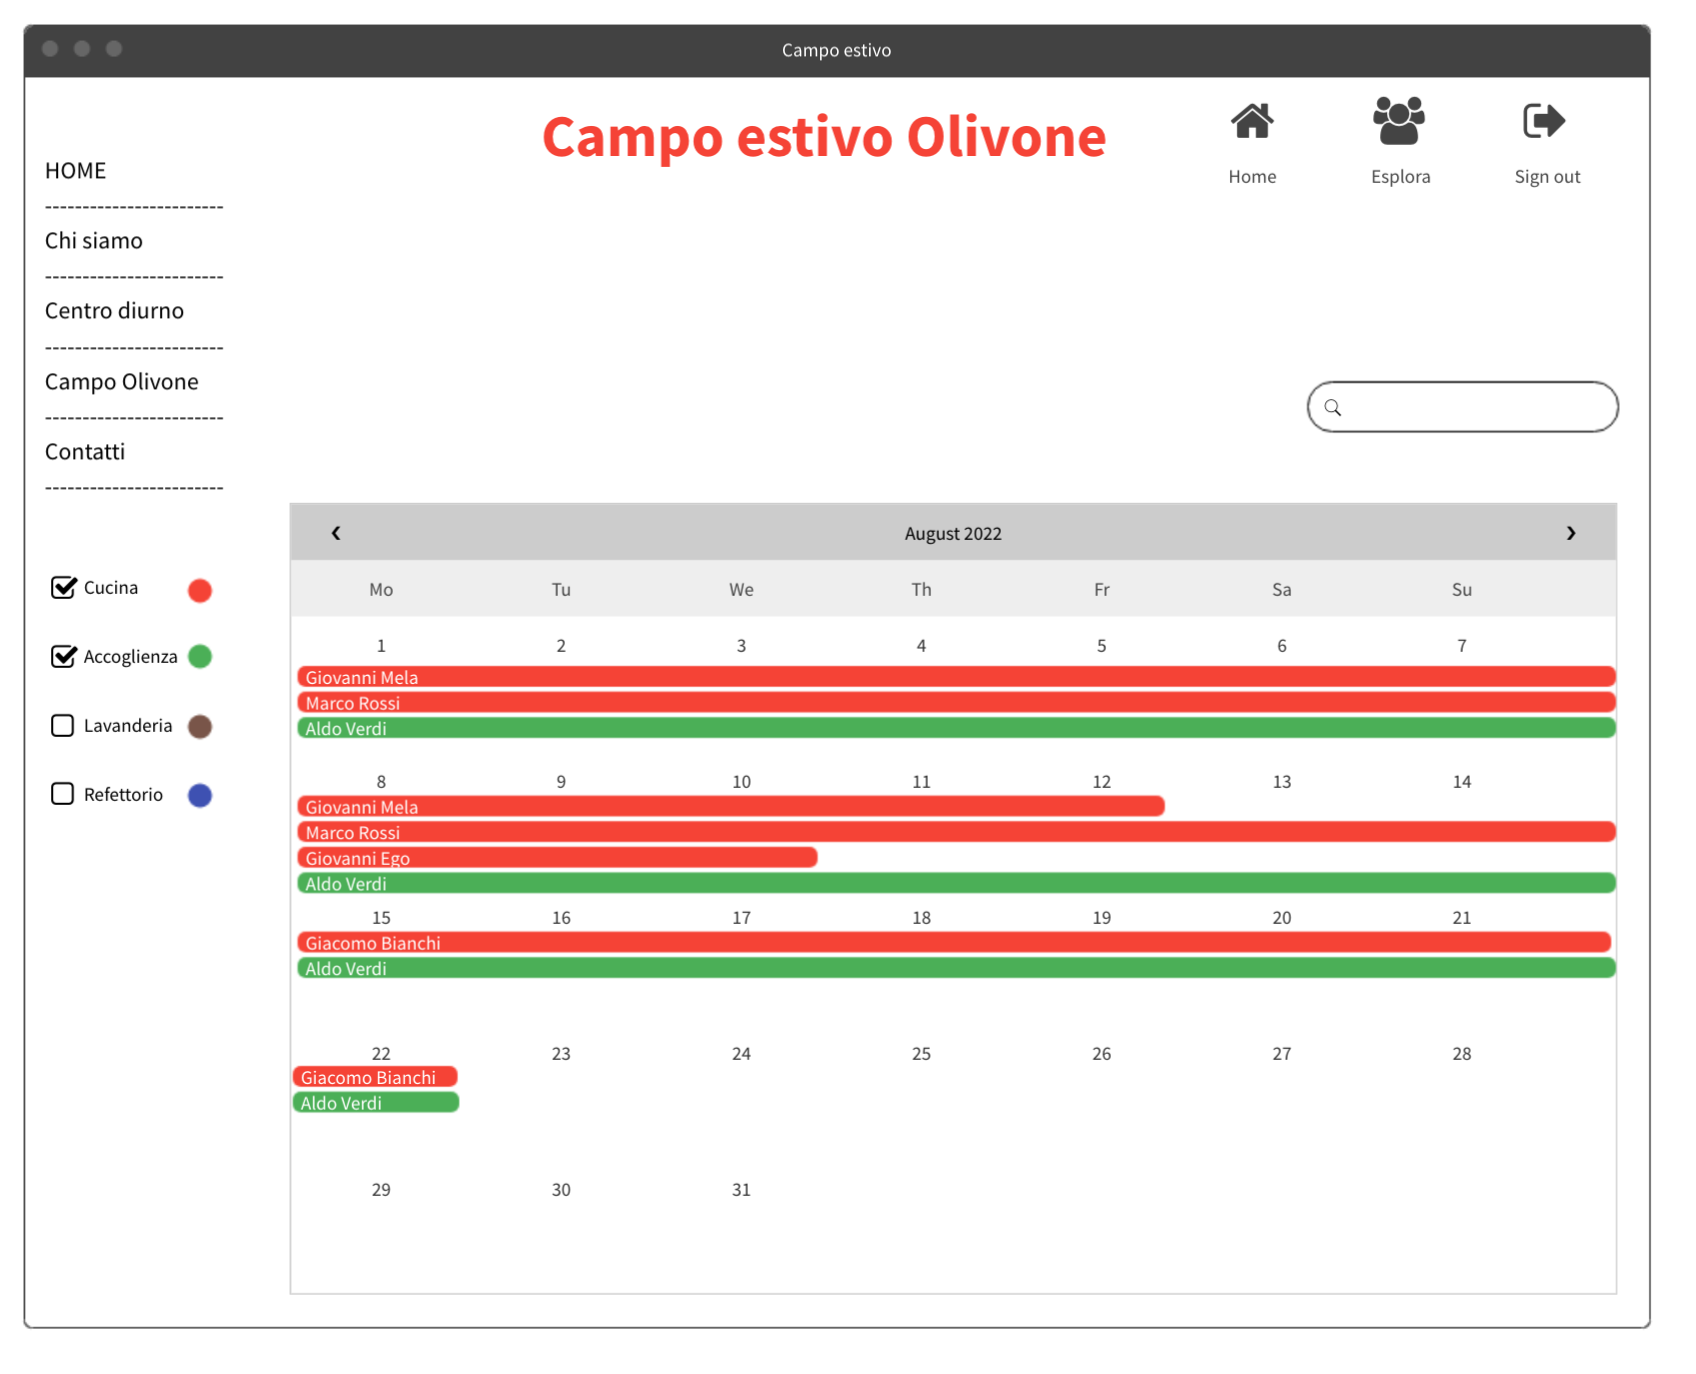 Campo estivo
Campo estivo Olivone
Home Esplora Sign out
HOME
------------------------
Chi siamo
------------------------
Centro diurno
------------------------
Campo Olivone
------------------------
Contatti
------------------------
Cucina
Accoglienza
Lavanderia
Refettorio
August 2022
Mo Tu We Th Fr Sa Su
1 2 3 4 5 6 7
Giovanni Mela
Marco Rossi
Aldo Verdi
8 9 10 11 12 13 14
Giovanni Mela
Marco Rossi
Giovanni Ego
Aldo Verdi
15 16 17 18 19 20 21
Giacomo Bianchi
Aldo Verdi
22 23 24 25 26 27 28
Giacomo Bianchi
Aldo Verdi
29 30 31